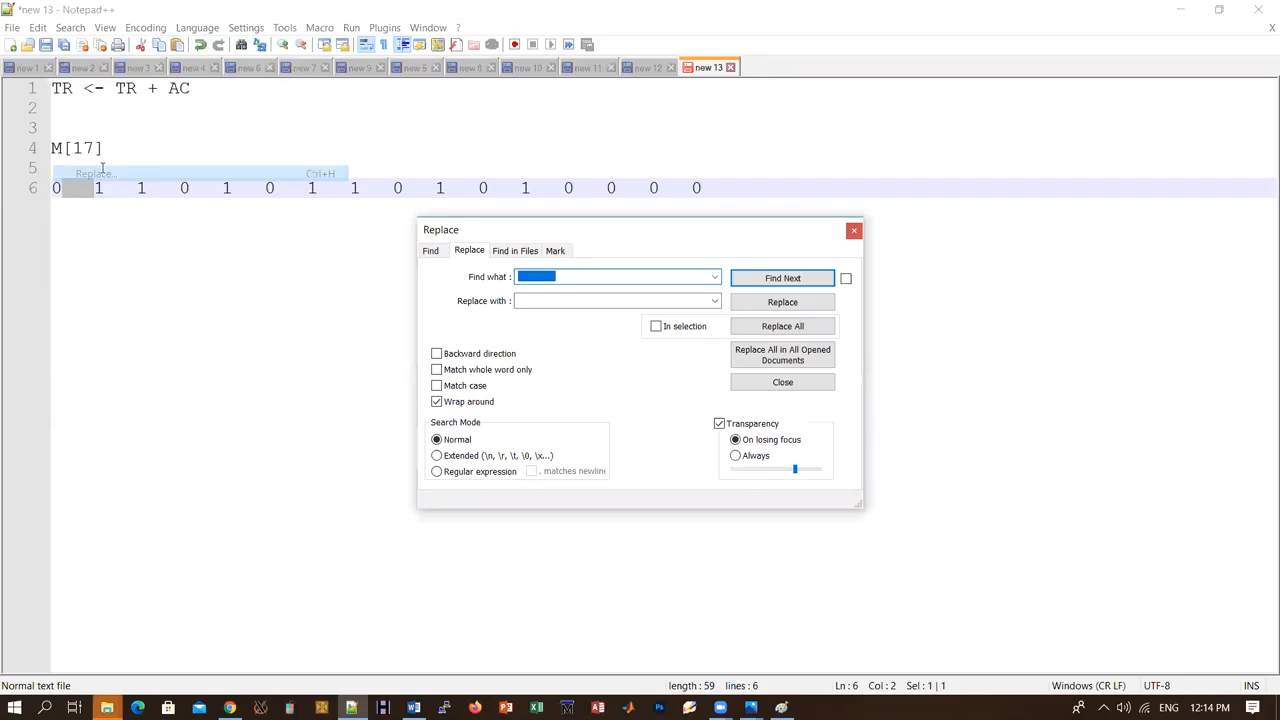 *new 13 - Notepad++
File Edit Search View Encoding Language Settings Tools Macro Run Plugins Window ? X
new 1 new 2 new 3 new 4 new 6 new 7 new 9 new 5 new 8 new 10 new 11 new 12 new 13
1 TR <- TR + AC
2
3
4 M[17]
5 Replace... Ctrl+H
6 0 1 1 0 1 0 1 1 0 1 0 1 0 0 0 0
Replace
Find Replace Find in Files Mark
Find what : Find Next
Replace with : Replace
In selection Replace All
Replace All in All Opened
Documents
Backward direction
Match whole word only
Close
Match case
Wrap around
Search Mode
Transparency
Normal
On losing focus
Extended (\n, \r, \t, \0, \x...)
Always
Regular expression . matches newline
Normal text file length : 59 lines : 6 Ln : 6 Col : 2 Sel : 1 | 1 Windows (CR LF) UTF-8 INS
ENG 12:14 PM